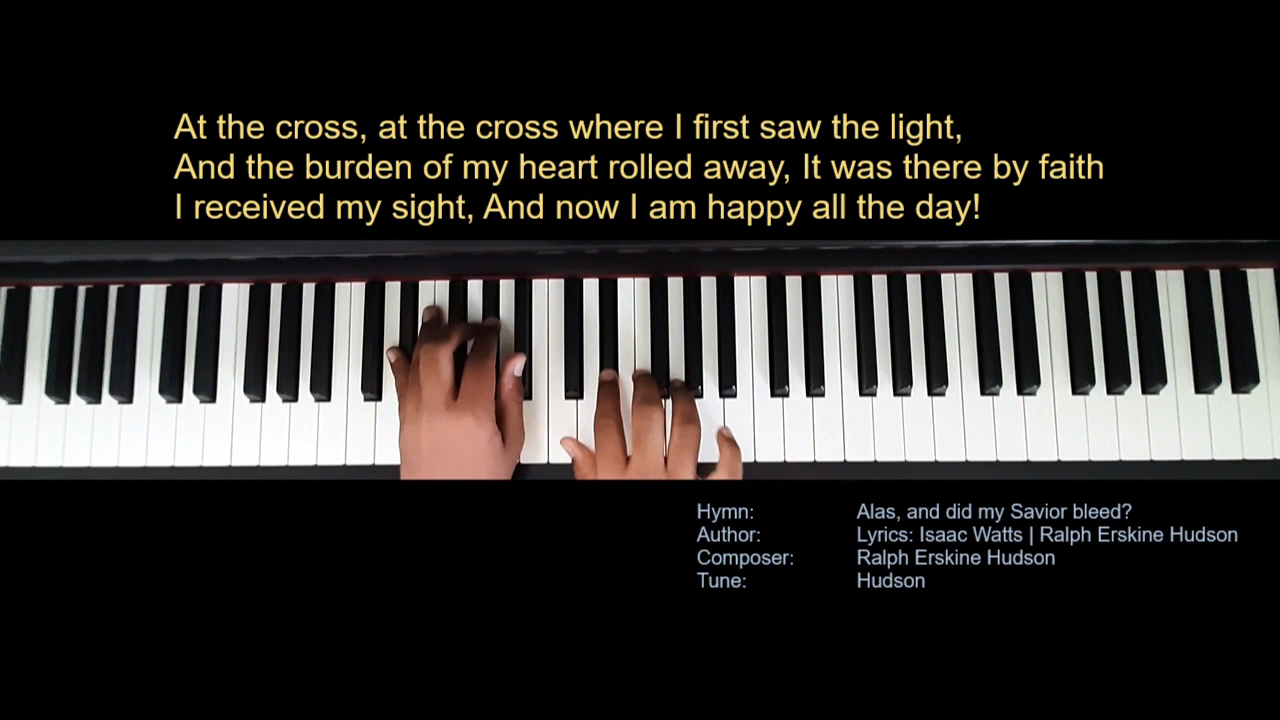 At the cross, at the cross where I first saw the light,
And the burden of my heart rolled away, It was there by faith
I received my sight, And now I am happy all the day!
Hymn: Alas, and did my Savior bleed?
Author: Lyrics: Isaac Watts | Ralph Erskine Hudson
Composer: Ralph Erskine Hudson
Tune: Hudson